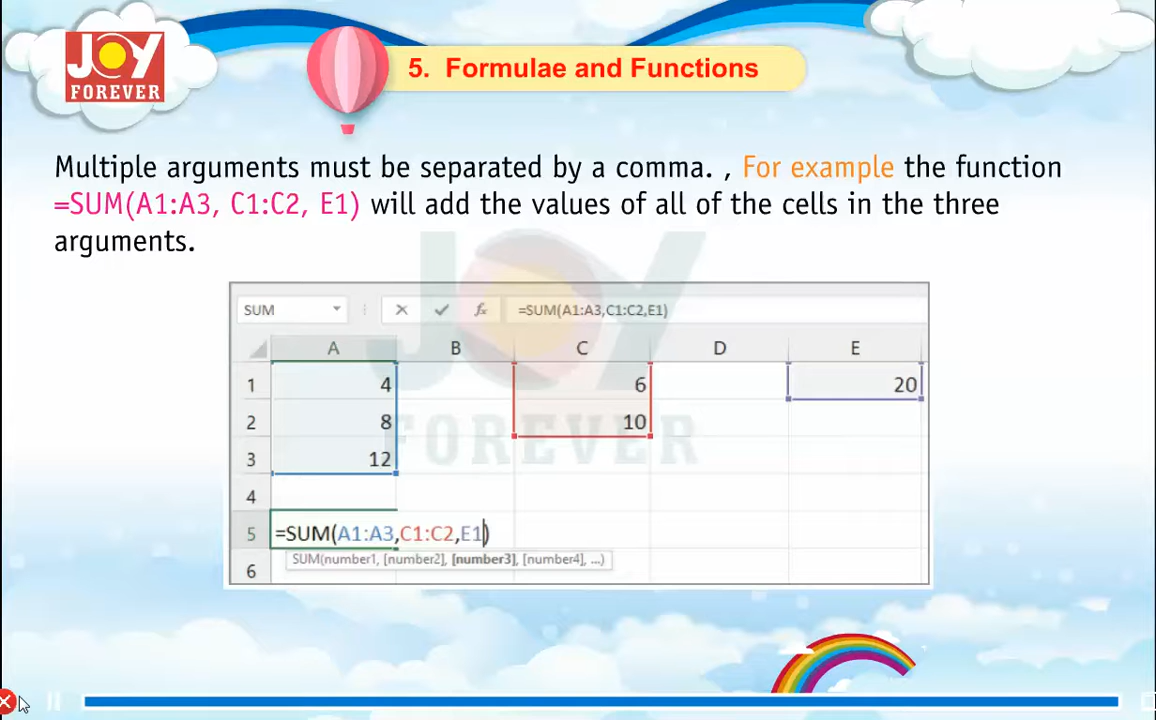 JOY
FOREVER
5. Formulae and Functions
Multiple arguments must be separated by a comma. , For example the function
=SUM(A1:A3, C1:C2, E1) will add the values of all of the cells in the three
arguments.
JOY
FOREVER
SUM fx =SUM(A1:A3,C1:C2,E1)
A B C D E
1 4 6 20
2 8 10
3 12
4
5 =SUM(A1:A3,C1:C2,E1)
SUM(number1, [number2], [number3], [number4], ...)
6